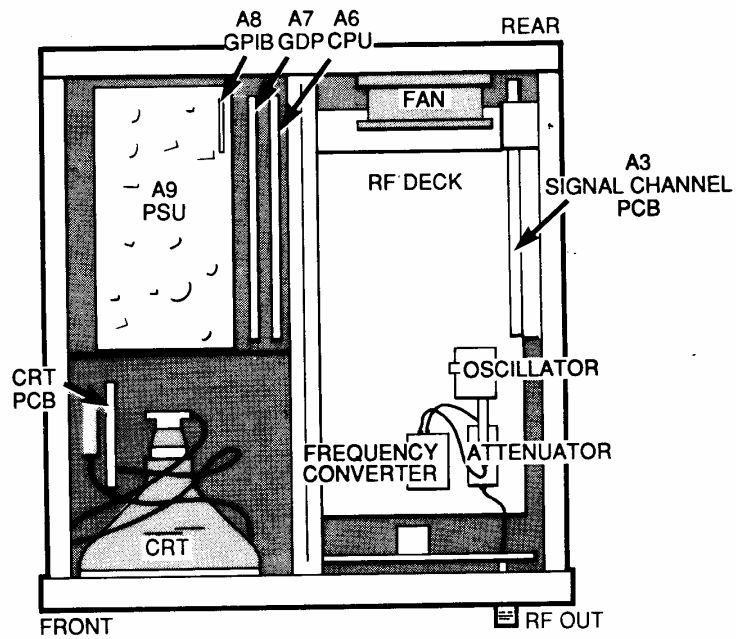 REAR
A8 A7 A6
GPIB GDP CPU
FAN
RF DECK
A3
SIGNAL CHANNEL
PCB
A9
PSU
OSCILLATOR
CRT
PCB
FREQUENCY
CONVERTER
ATTENUATOR
CRT
FRONT
RF OUT